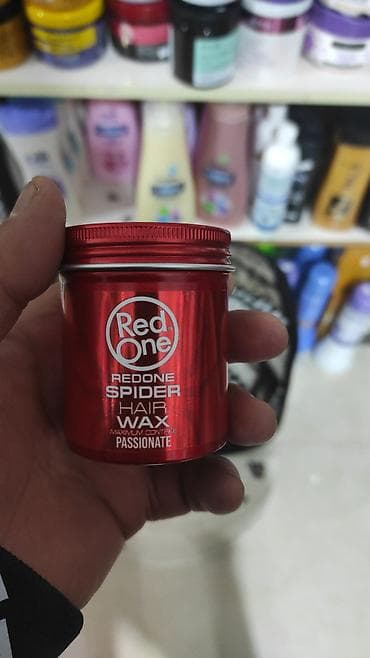 Red
One
REDONE
SPIDER
HAIR
WAX
MAXIMUM CONTROL
PASSIONATE